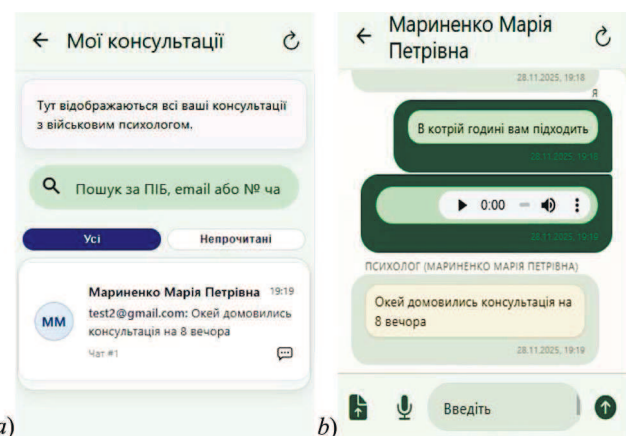 Мої консультації
Тут відображаються всі ваші консультації
з військовим психологом.
Пошук за ПІБ, email або № ча
Усі
Непрочитані
Мариненко Марія Петрівна 19:19
ММ
test2@gmail.com: Окей домовились
консультація на 8 вечора
Чат #1
a)
Мариненко Марія
Петрівна
28.11.2025, 19:18
Я
В котрій годині вам підходить
28.11.2025, 19:18
0:00
28.11.2025, 19:19
ПСИХОЛОГ (МАРИНЕНКО МАРІЯ ПЕТРІВНА)
Окей домовились консультація на
8 вечора
28.11.2025, 19:19
Введіть
b)